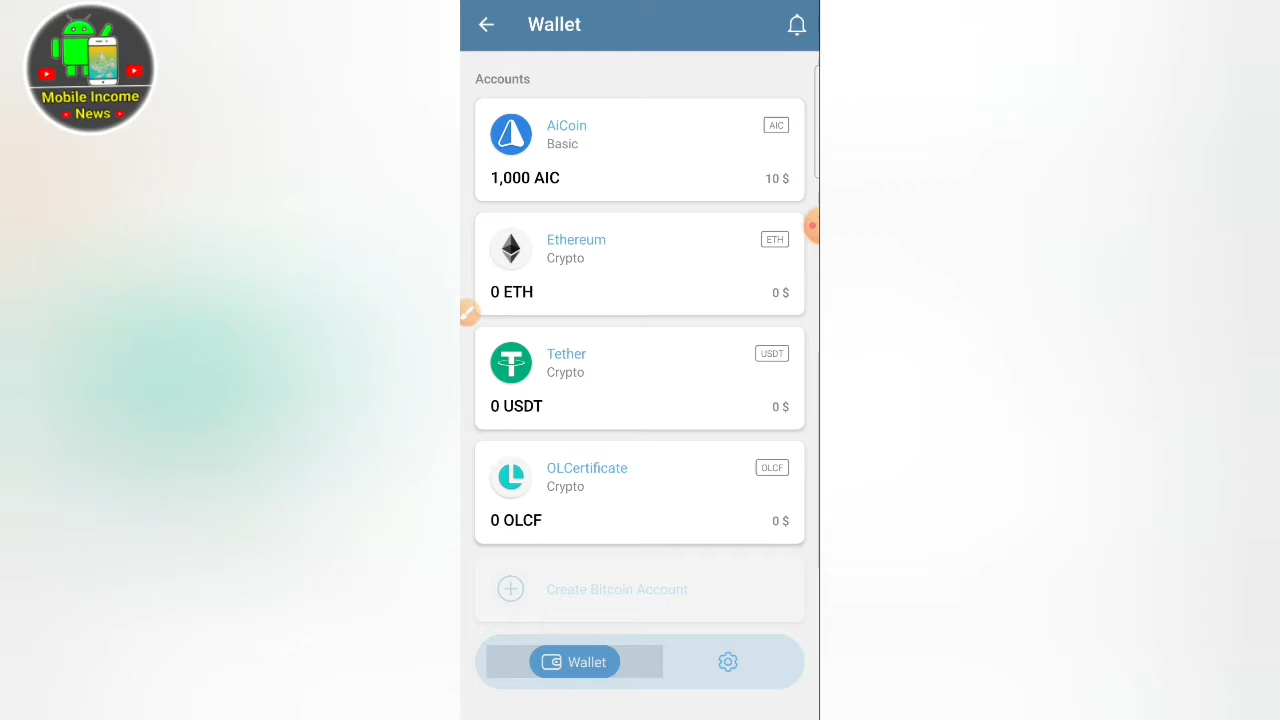 Mobile Income
News
Wallet
Accounts
AiCoin
AIC
Basic
1,000 AIC
10 $
Ethereum
ETH
Crypto
0 ETH
0 $
Tether
USDT
Crypto
0 USDT
0 $
OLCertificate
OLCF
Crypto
0 OLCF
0 $
Create Bitcoin Account
Wallet